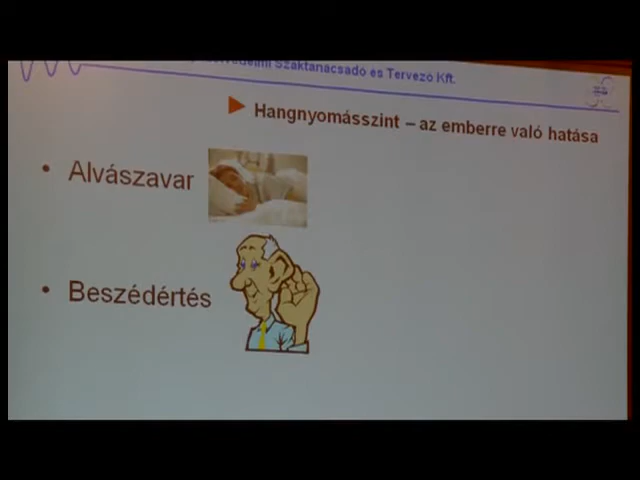 Szaktanácsadó és Tervező Kft.
Hangnyomásszint – az emberre való hatása
• Alvászavar
• Beszédértés